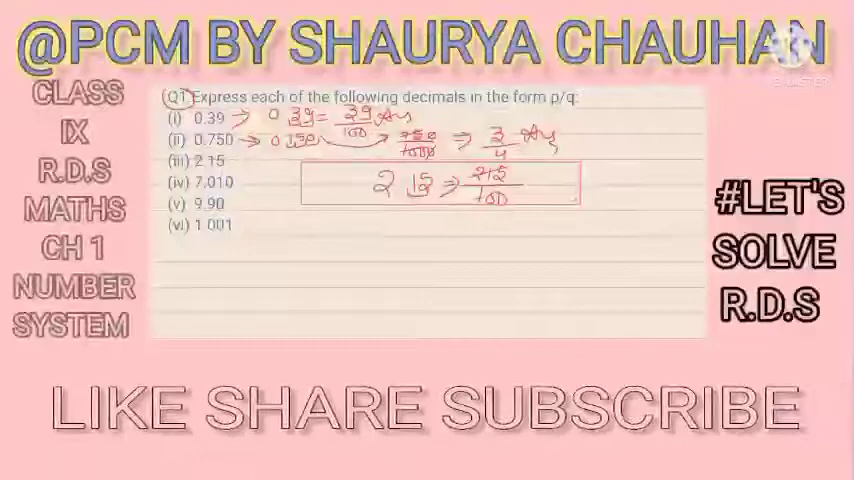 @PCM BY SHAURYA CHAUHAN
CLASS
IX
R.D.S
MATHS
CH 1
NUMBER
SYSTEM
Q1 Express each of the following decimals in the form p/q:
(i) 0.39 → 0.39 = 39/100 Ans
(ii) 0.750 → 0.750 → 750/1000 ⇒ 3/4 Ans
(iii) 2.15
2.15 ⇒ 215/100
(iv) 7.010
(v) 9.90
(vi) 1.001
#LET'S
SOLVE
R.D.S
LIKE SHARE SUBSCRIBE